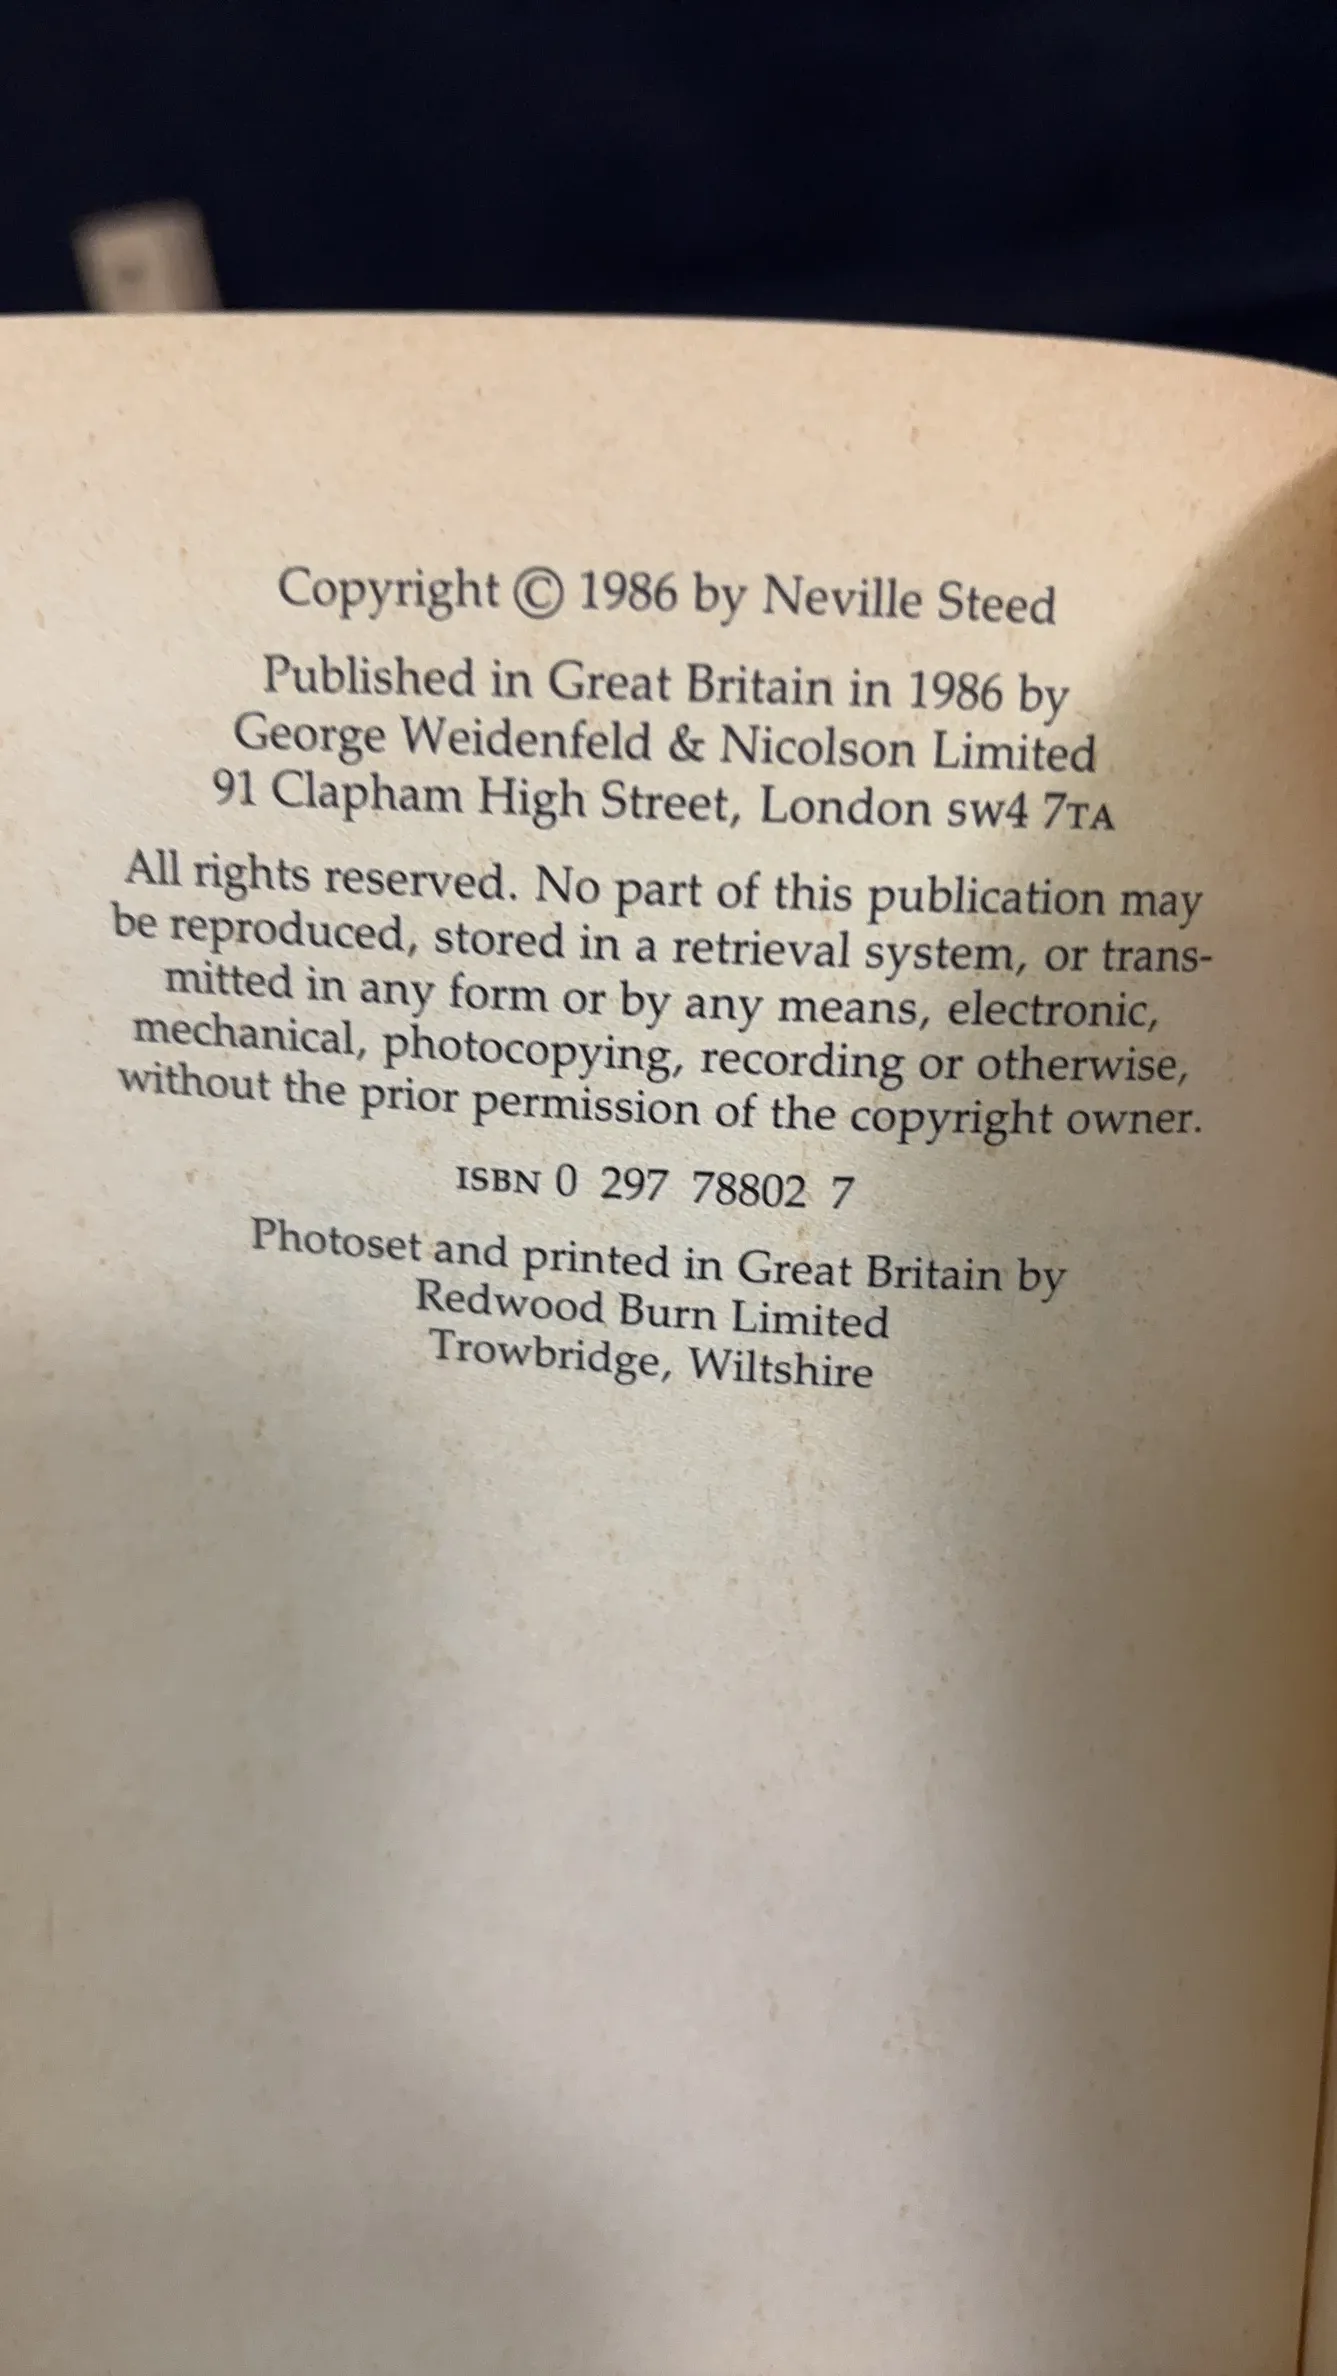 Copyright © 1986 by Neville Steed
Published in Great Britain in 1986 by
George Weidenfeld & Nicolson Limited
91 Clapham High Street, London SW4 7TA
All rights reserved. No part of this publication may
be reproduced, stored in a retrieval system, or trans-
mitted in any form or by any means, electronic,
mechanical, photocopying, recording or otherwise,
without the prior permission of the copyright owner.
ISBN 0 297 78802 7
Photoset and printed in Great Britain by
Redwood Burn Limited
Trowbridge, Wiltshire